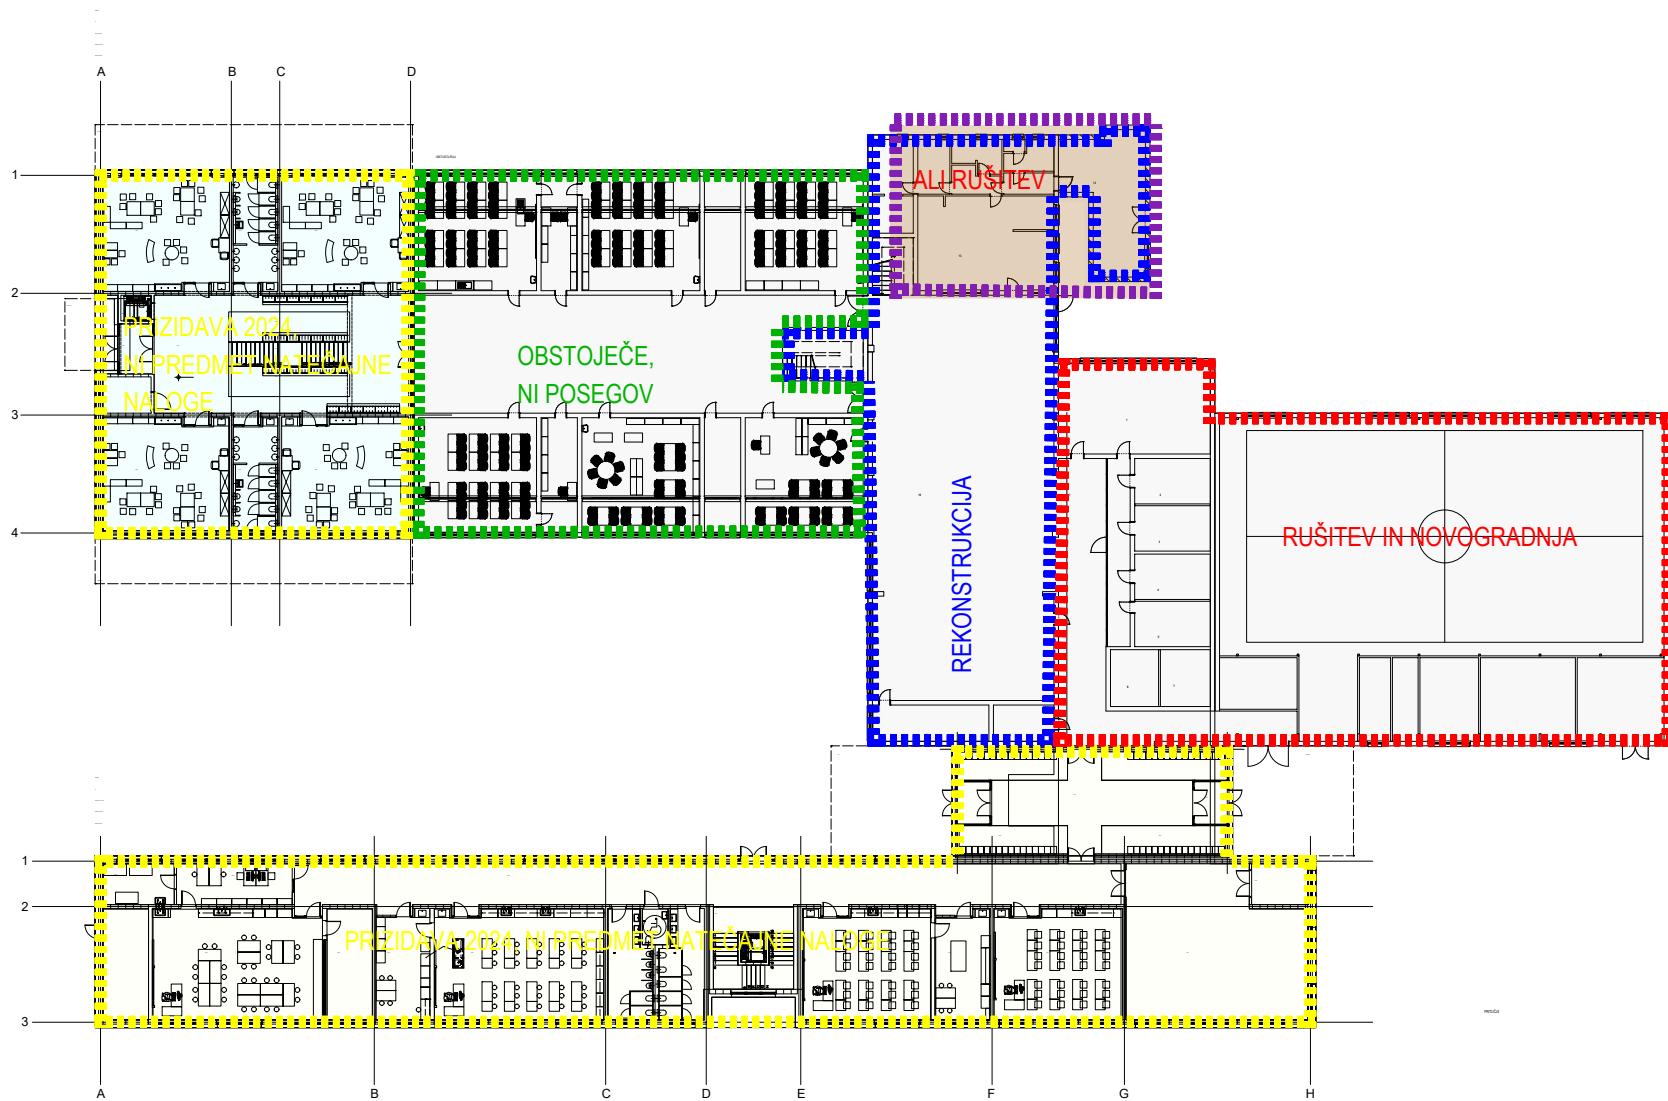 A B C D
1
ALI RUŠITEV
2
PRIZIDAVA 2024,
NI PREDMET NATEČAJNE
NALOGE
OBSTOJEČE,
NI POSEGOV
3
4
REKONSTRUKCIJA
RUŠITEV IN NOVOGRADNJA
1
2
PRIZIDAVA 2024, NI PREDMET NATEČAJNE NALOGE
3
A B C D E F G H